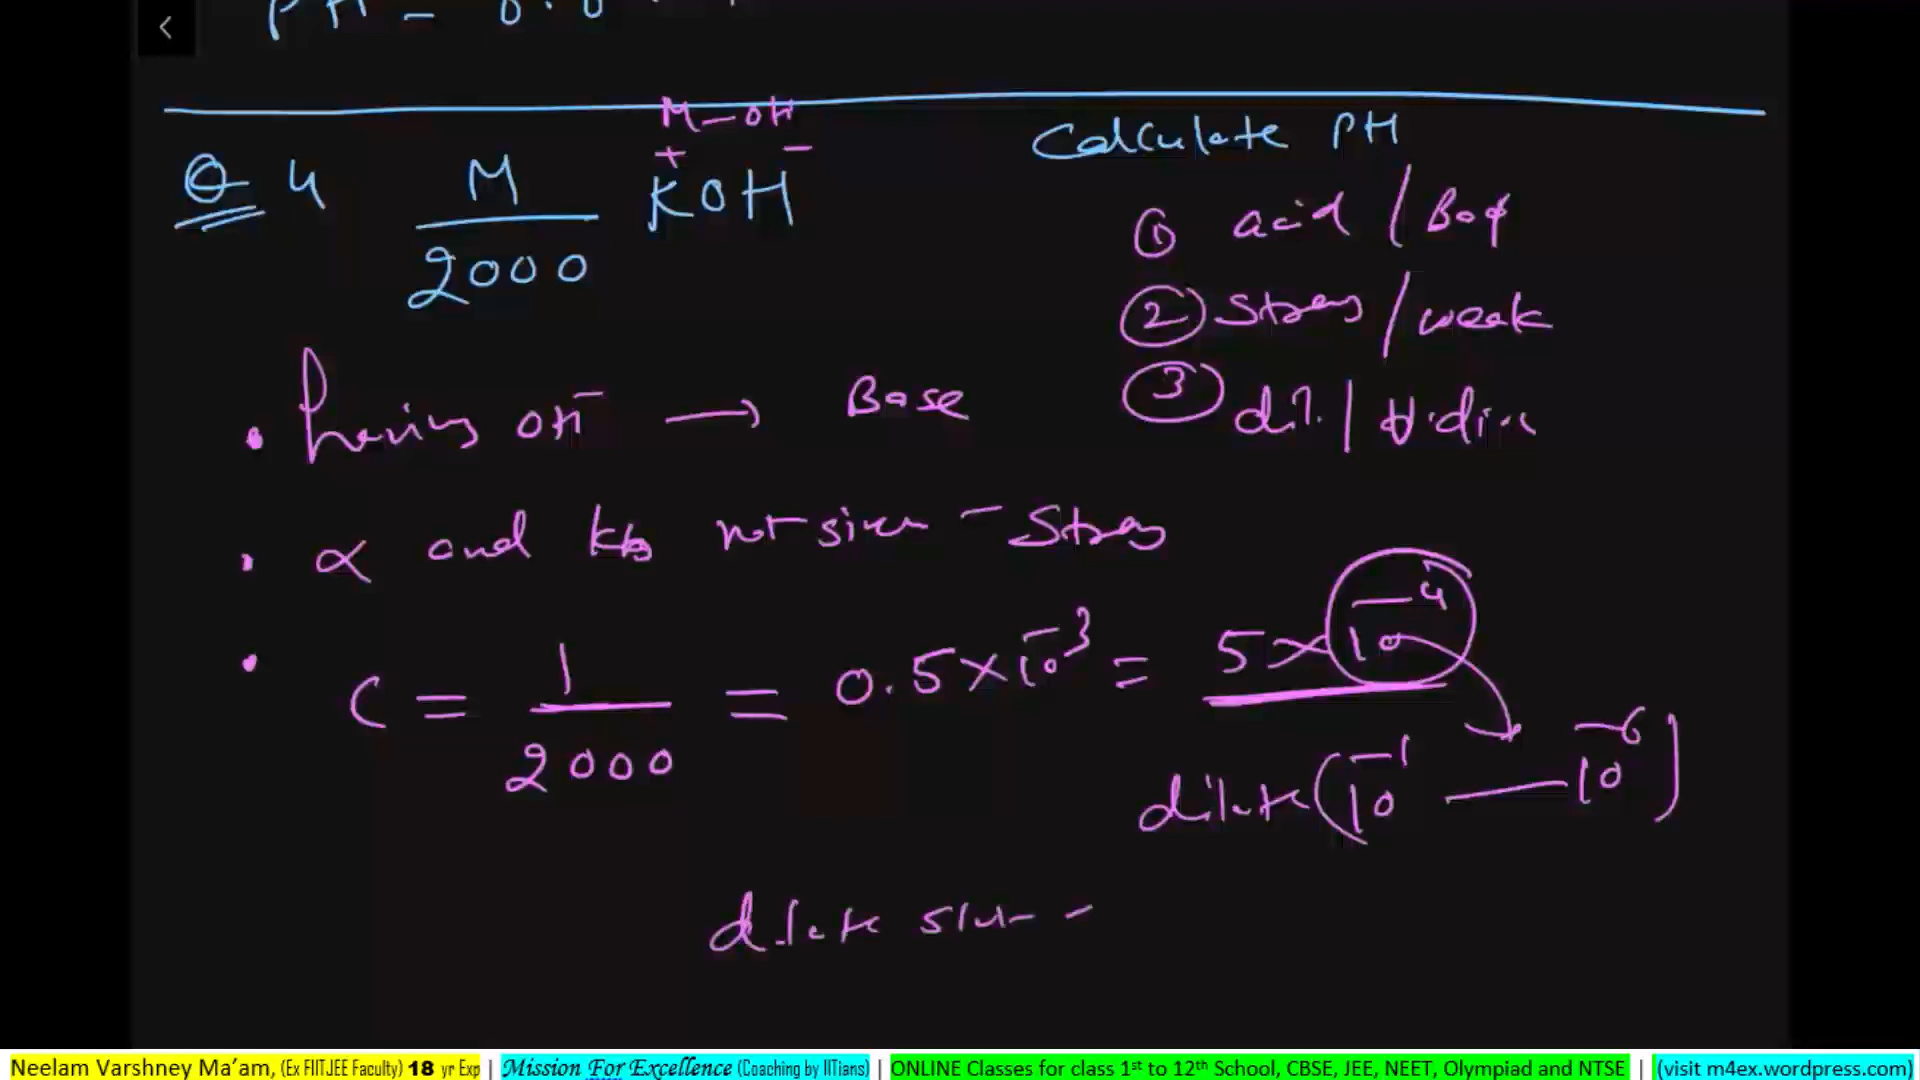 PH -
M-OH
Calculate PH
Q 4 M/2000 K+OH-
① acid / Base
② Strong / weak
③ dil. / v.dil
• having OH- → Base
• α and Kb not given - Strong
• C = 1/2000 = 0.5×10-3 = 5×10-4
dilute (10-1 — 10-6)
dilute soln -
Neelam Varshney Ma’am, (Ex FIITJEE Faculty) 18 yr Exp | Mission For Excellence (Coaching by IITians) | ONLINE Classes for class 1st to 12th School, CBSE, JEE, NEET, Olympiad and NTSE | (visit m4ex.wordpress.com)